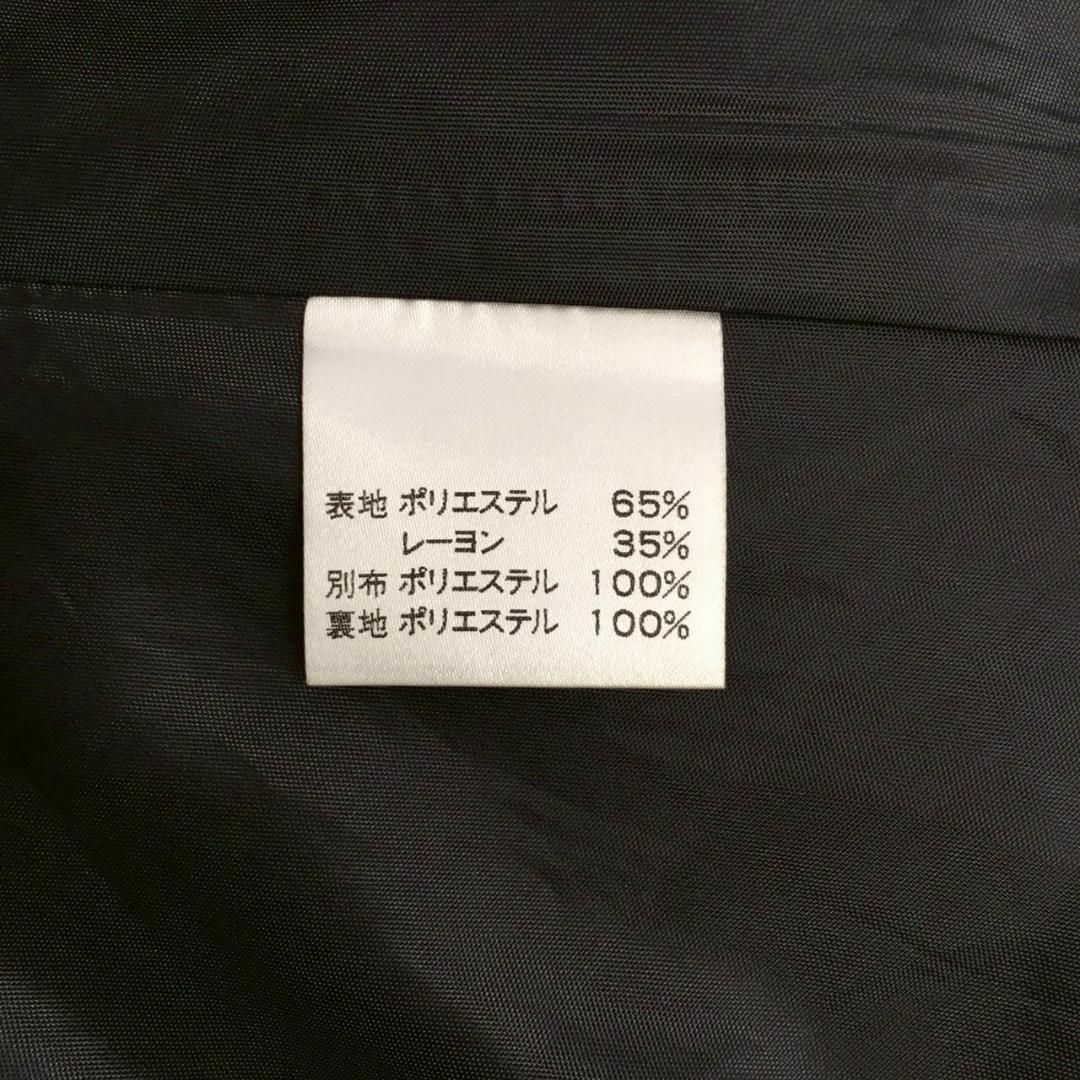 表地 ポリエステル 65%
レーヨン 35%
別布 ポリエステル 100%
裏地 ポリエステル 100%